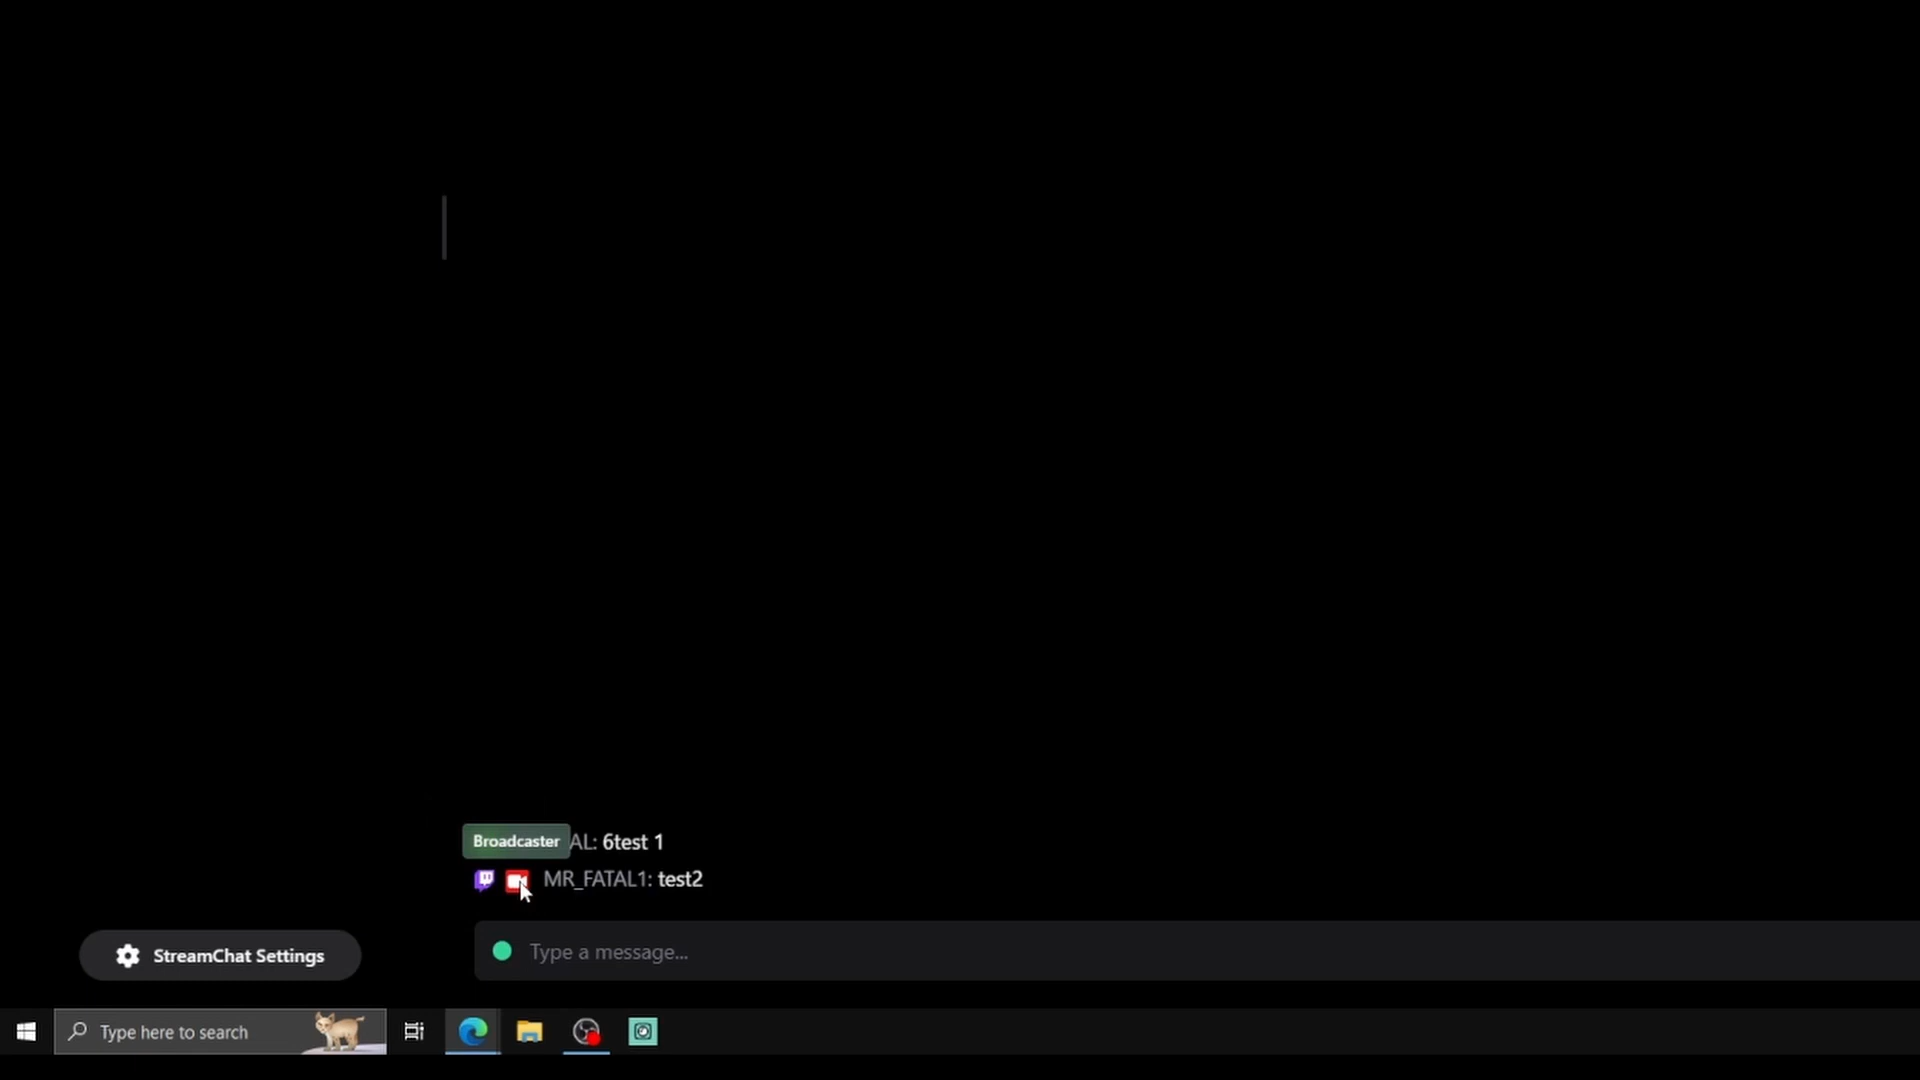 Broadcaster AL: 6test 1
MR_FATAL1: test2
Type a message...
StreamChat Settings
Type here to search